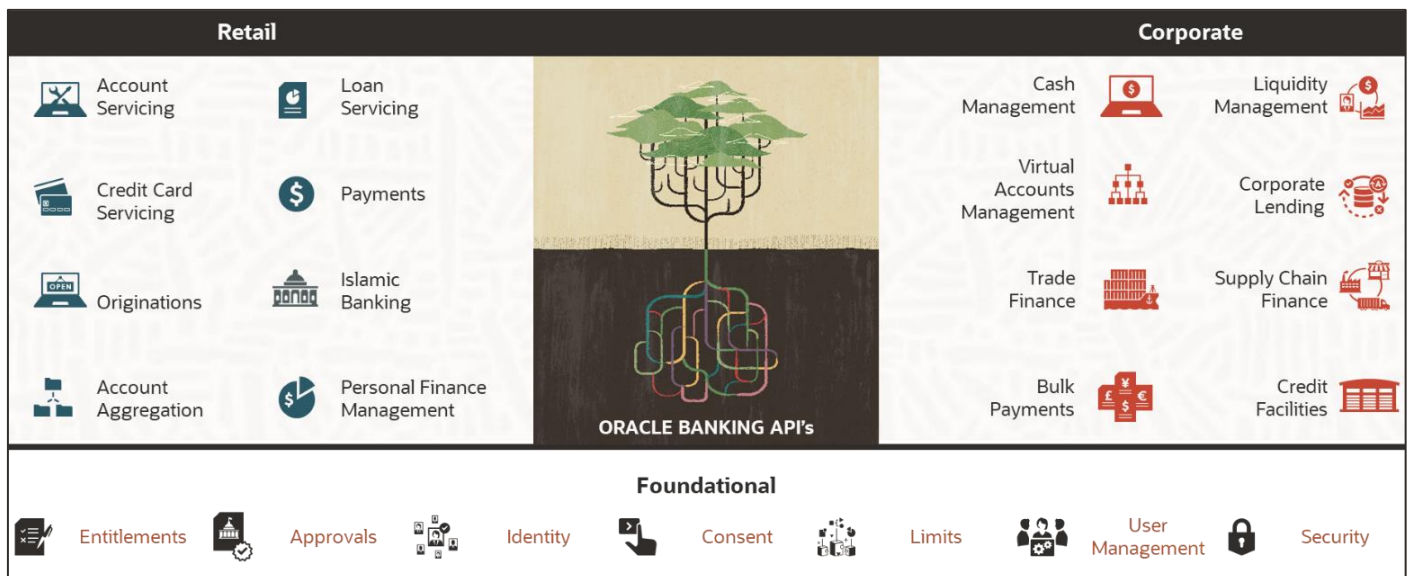 Retail
Corporate
Account
Servicing
Loan
Servicing
Credit Card
Servicing
$
Payments
OPEN
Originations
Islamic
Banking
Account
Aggregation
$
Personal Finance
Management
ORACLE BANKING API's
Cash
Management
$
Liquidity
Management
$
Virtual
Accounts
Management
Corporate
Lending
Trade
Finance
Supply Chain
Finance
Bulk
Payments
¥
£ €
$
Credit
Facilities
Foundational
Entitlements
Approvals
Identity
Consent
Limits
User
Management
Security